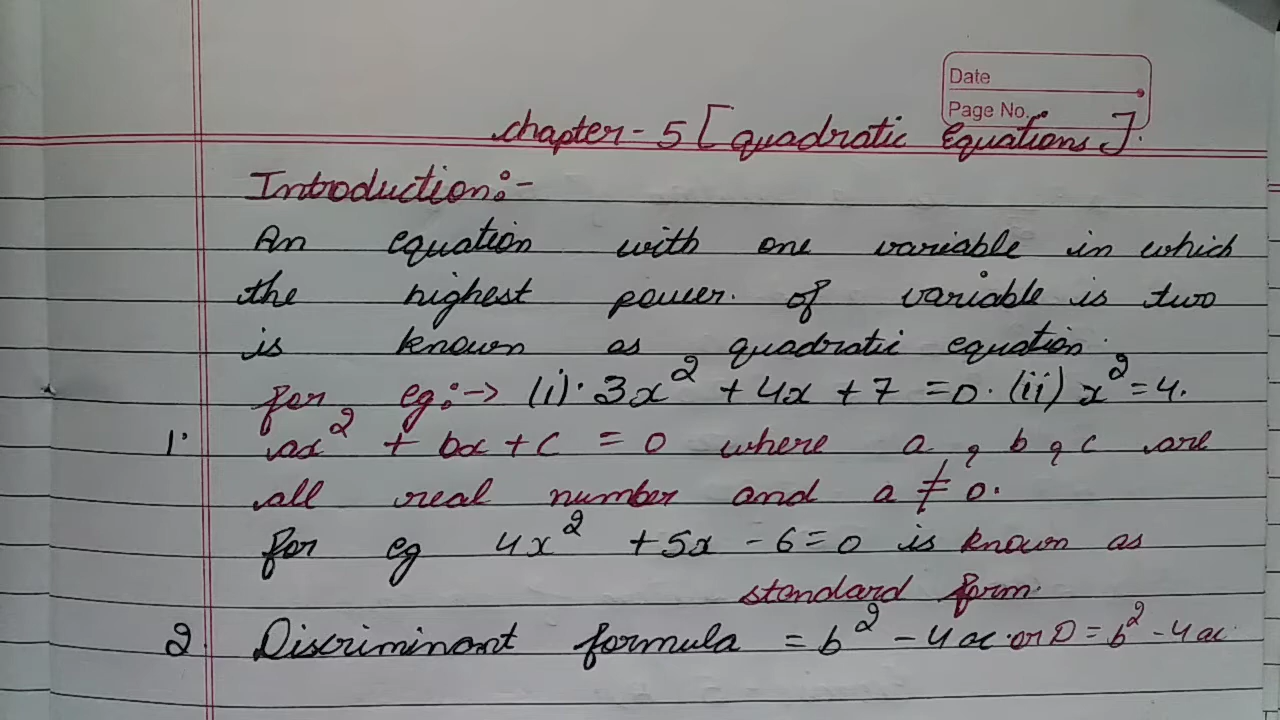 Date
Page No.
chapter - 5 [quadratic Equations].
Introduction:-
An equation with one variable in which
the highest power. of variable is two
is known as quadratic equation.
for eg:→ (i). 3x² + 4x + 7 = 0. (ii) x² = 4.
1. ax² + bx + c = 0 where a, b, c are
all real number and a ≠ 0.
for eg 4x² + 5x - 6 = 0 is known as
standard form.
2. Discriminant formula = b² - 4ac. or D = b² - 4ac.